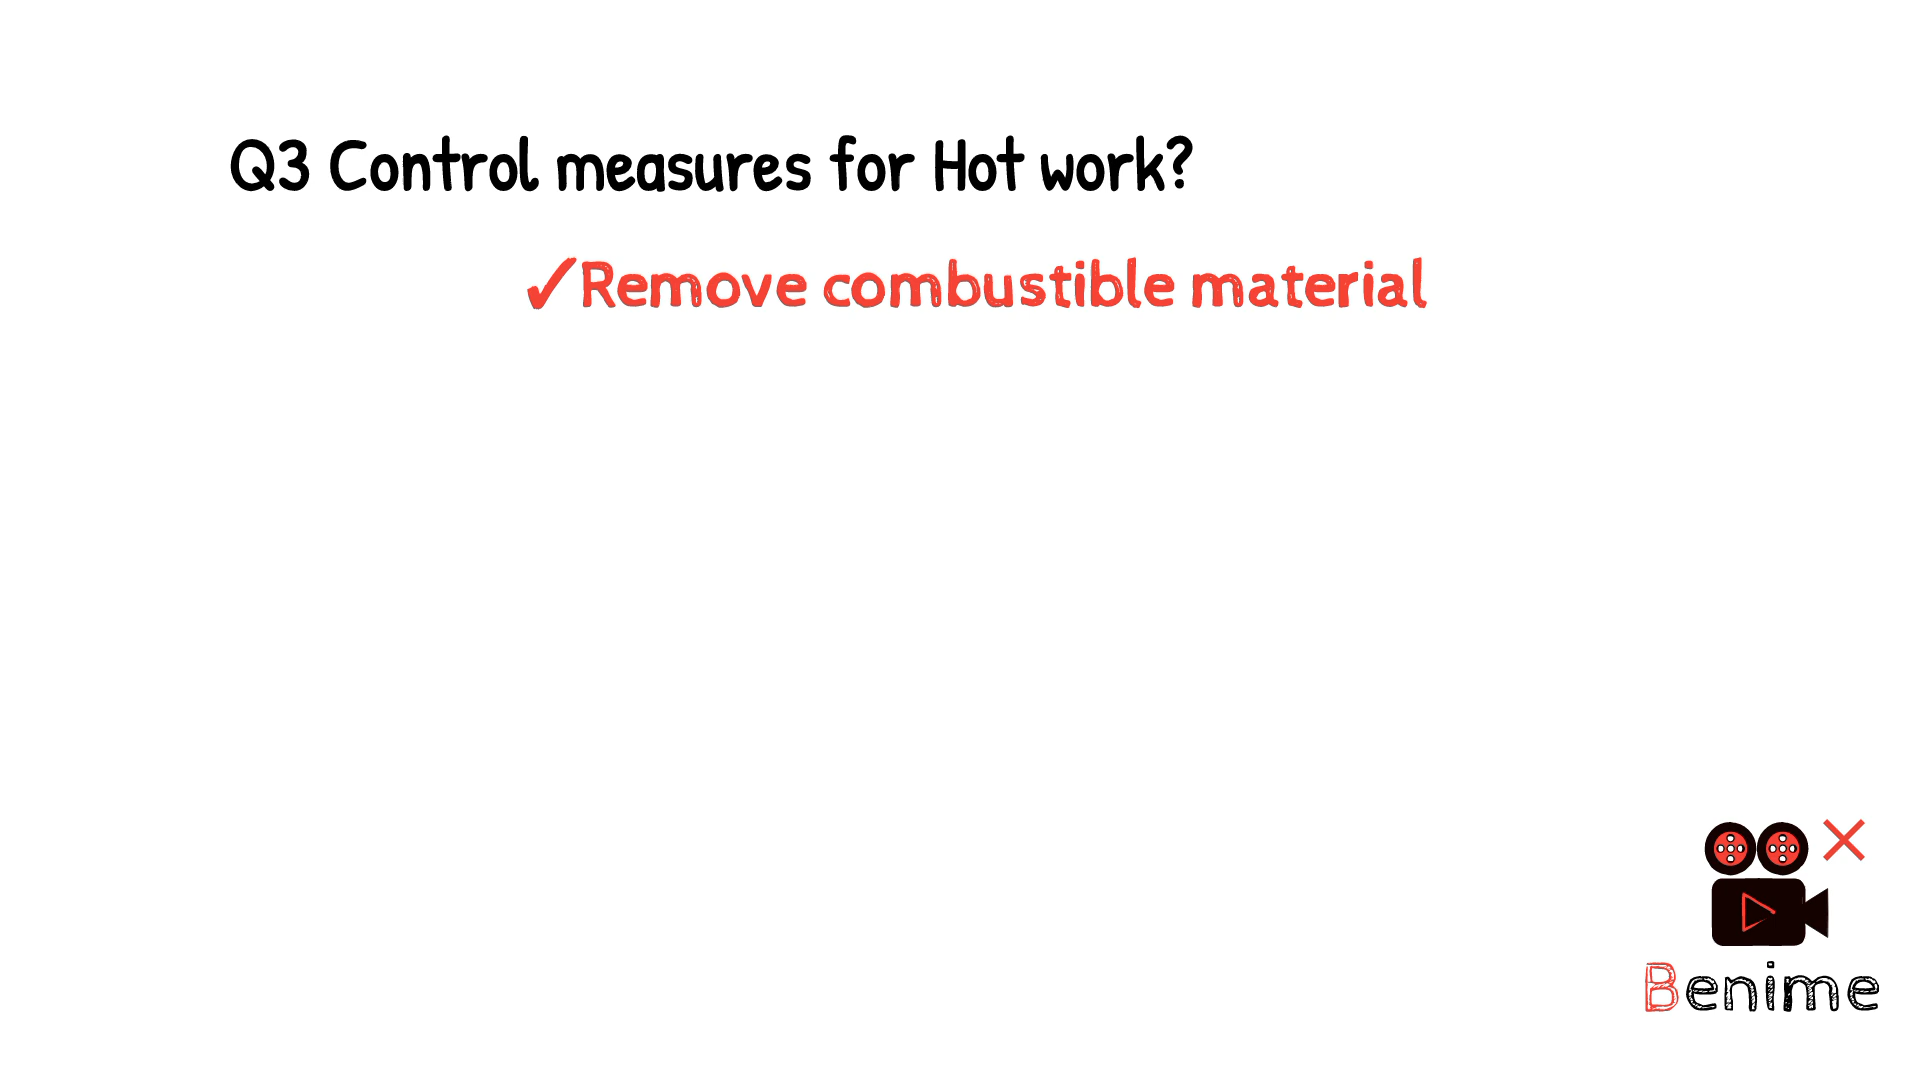 Q3 Control measures for Hot work?
✓Remove combustible material
Benime